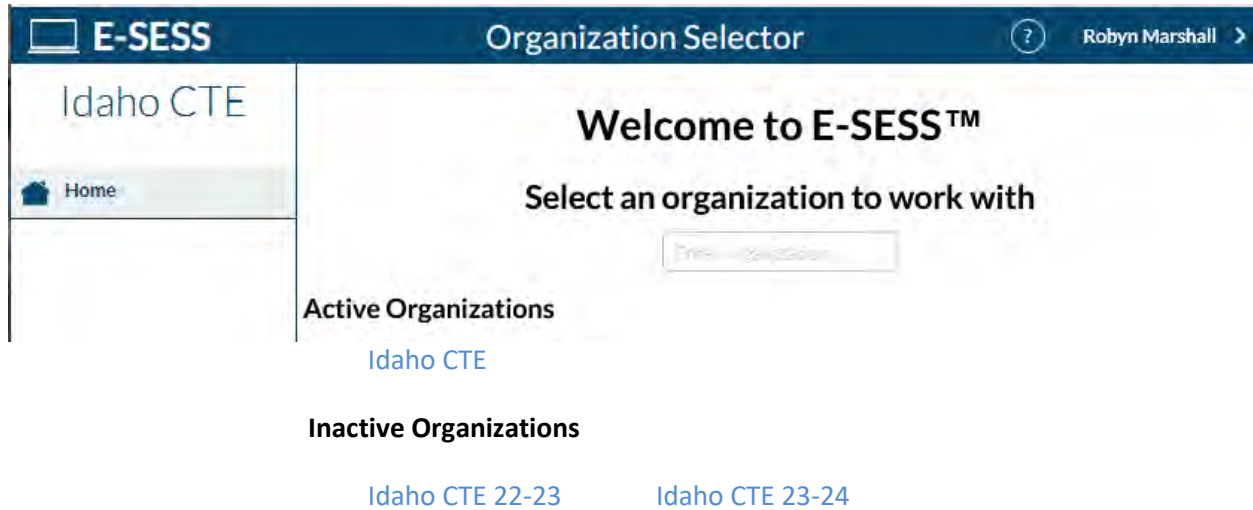 E-SESS Organization Selector ? Robyn Marshall >
Idaho CTE
Welcome to E-SESS™
Home
Select an organization to work with
Active Organizations
Idaho CTE
Inactive Organizations
Idaho CTE 22-23 Idaho CTE 23-24